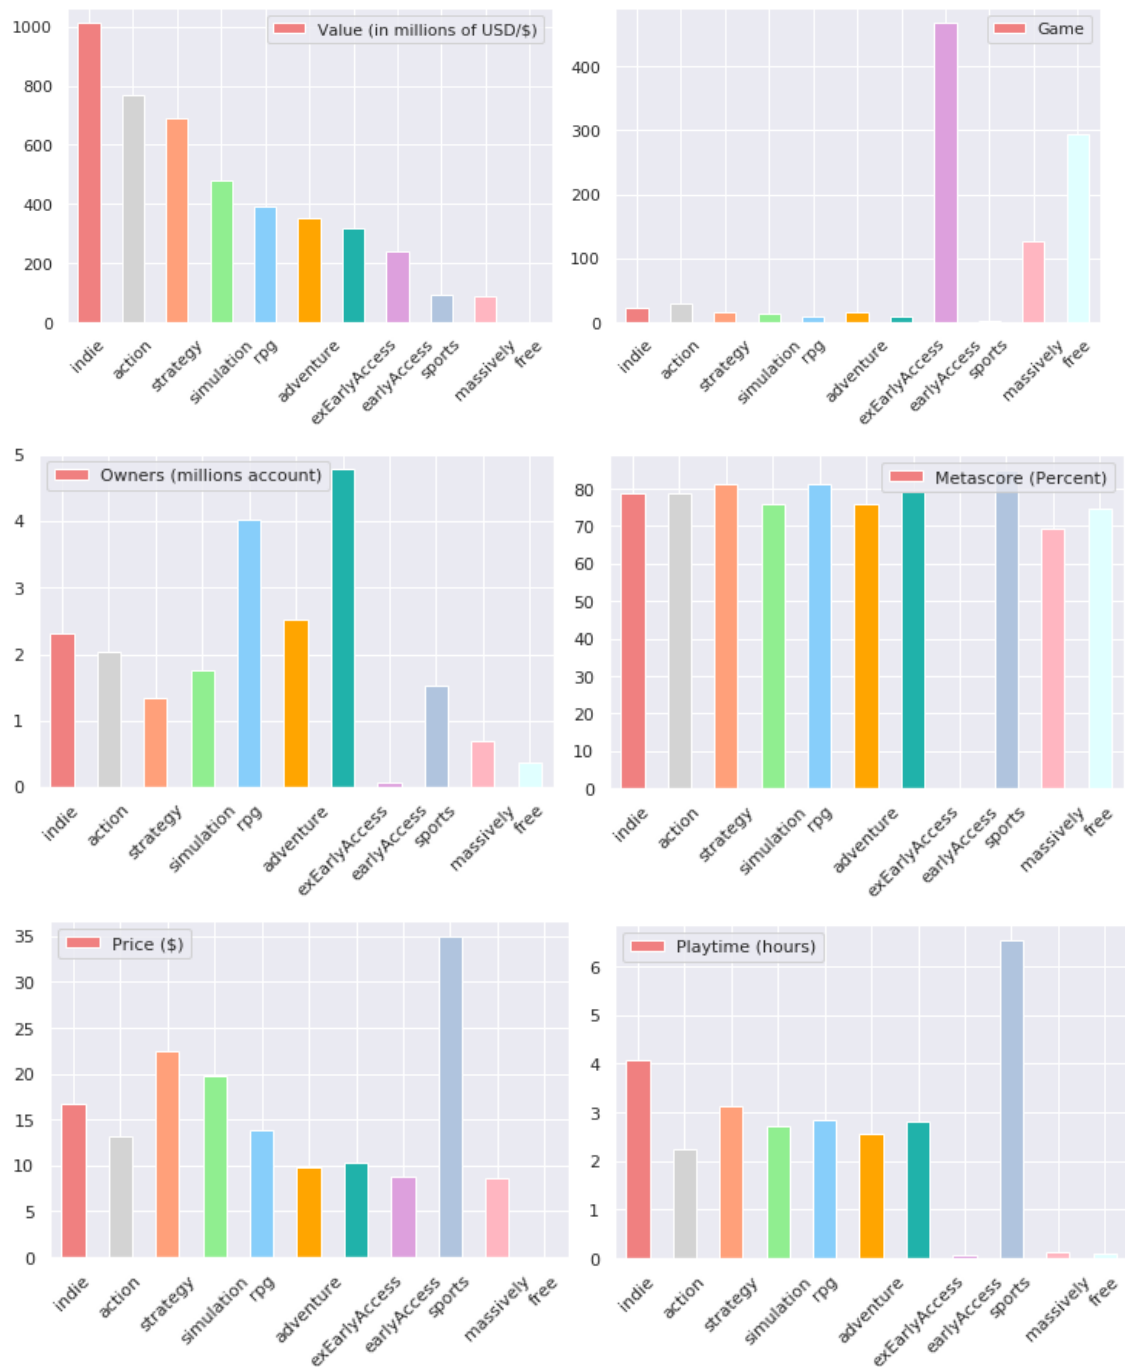 Value (in millions of USD/$)
1000
800
600
400
200
0
indie
action
strategy
simulation
rpg
adventure
exEarlyAccess
earlyAccess
sports
massively
free
Game
400
300
200
100
0
indie
action
strategy
simulation
rpg
adventure
exEarlyAccess
earlyAccess
sports
massively
free
Owners (millions account)
5
4
3
2
1
0
indie
action
strategy
simulation
rpg
adventure
exEarlyAccess
earlyAccess
sports
massively
free
Metascore (Percent)
80
70
60
50
40
30
20
10
0
indie
action
strategy
simulation
rpg
adventure
exEarlyAccess
earlyAccess
sports
massively
free
Price ($)
35
30
25
20
15
10
5
0
indie
action
strategy
simulation
rpg
adventure
exEarlyAccess
earlyAccess
sports
massively
free
Playtime (hours)
6
5
4
3
2
1
0
indie
action
strategy
simulation
rpg
adventure
exEarlyAccess
earlyAccess
sports
massively
free